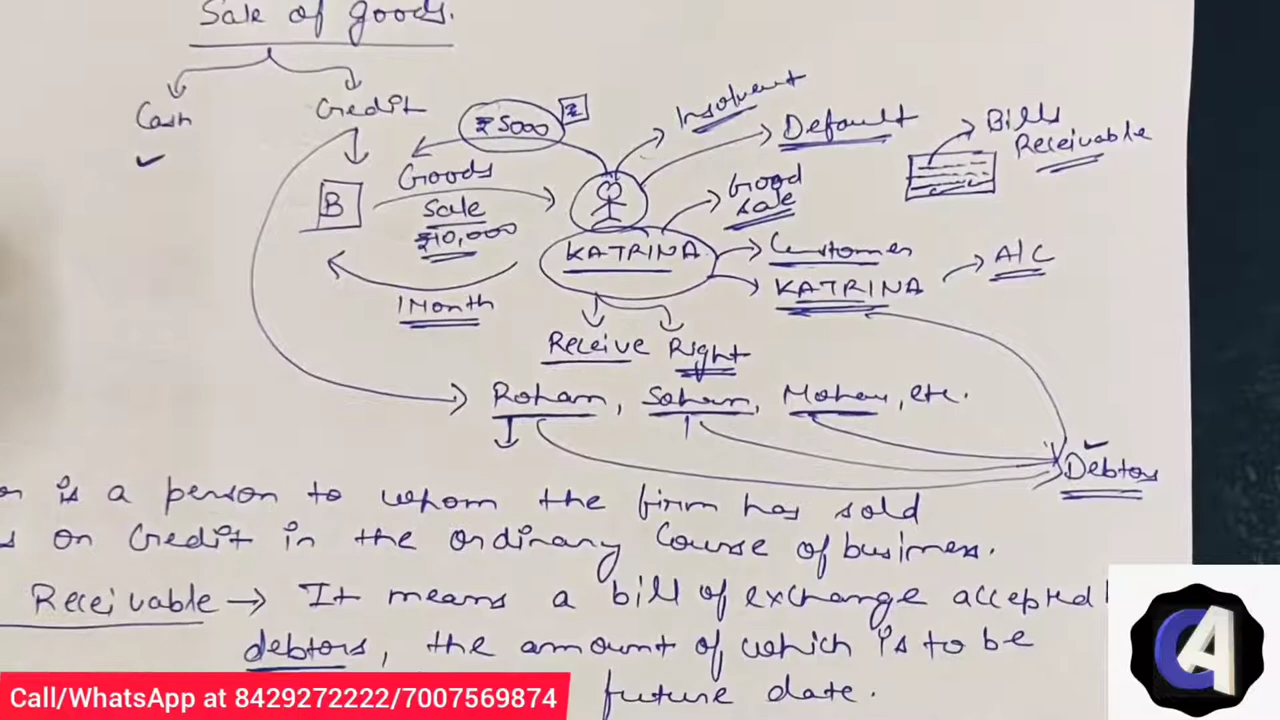 Sale of goods.
Cash
Credit
₹5000
Z
Insolvent
Default
Bills
Receivable
Goods
Good
Sale
B
Sale
₹10,000
KATRINA
Customer
KATRINA
A/C
1 Month
Receive Right
Rohan, Sohan, Mohan, etc.
Debtors
is a person to whom the firm has sold
on Credit in the ordinary Course of business.
Receivable → It means a bill of exchange accepted
debtors, the amount of which is to be
future date.
Call/WhatsApp at 8429272222/7007569874
CA